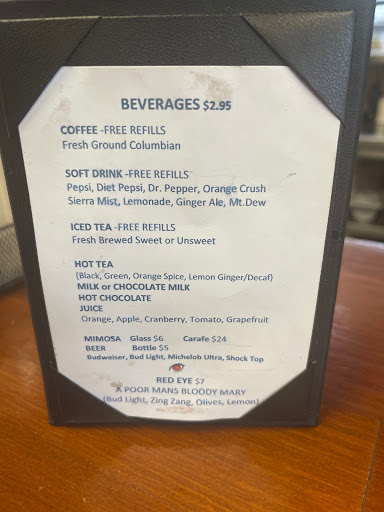 BEVERAGES $2.95
COFFEE -FREE REFILLS
Fresh Ground Columbian
SOFT DRINK -FREE REFILLS
Pepsi, Diet Pepsi, Dr. Pepper, Orange Crush
Sierra Mist, Lemonade, Ginger Ale, Mt.Dew
ICED TEA -FREE REFILLS
Fresh Brewed Sweet or Unsweet
HOT TEA
(Black, Green, Orange Spice, Lemon Ginger/Decaf)
MILK or CHOCOLATE MILK
HOT CHOCOLATE
JUICE
Orange, Apple, Cranberry, Tomato, Grapefruit
MIMOSA Glass $6 Carafe $24
BEER Bottle $5
Budweiser, Bud Light, Michelob Ultra, Shock Top
RED EYE $7
A POOR MANS BLOODY MARY
(Bud Light, Zing Zang, Olives, Lemon)